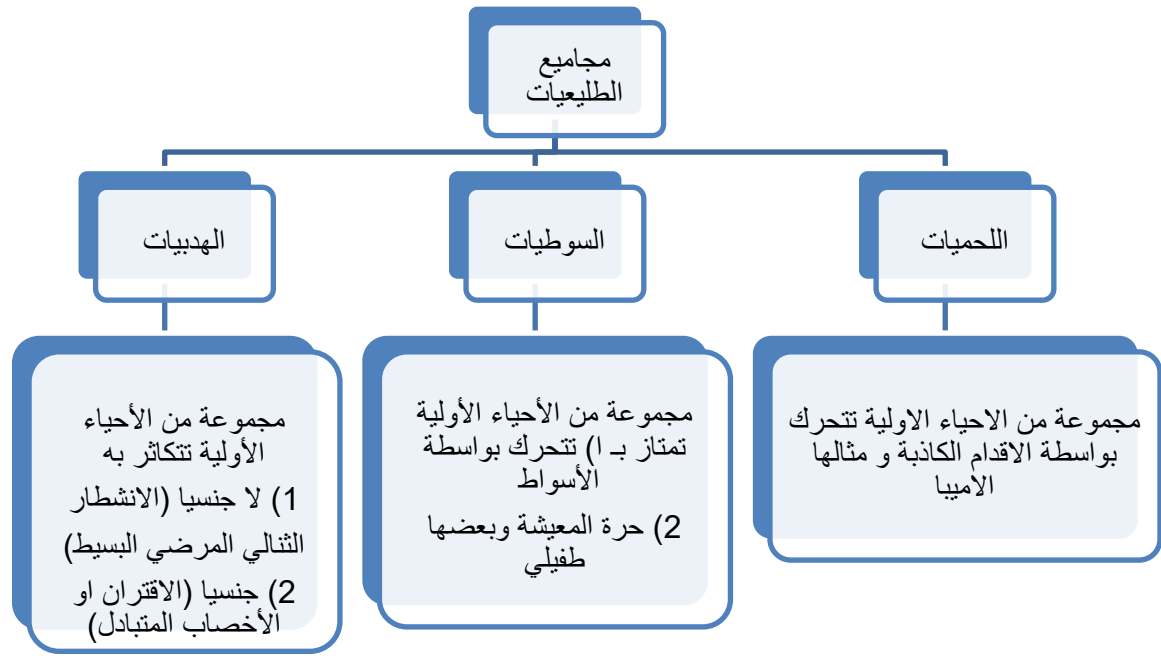 مجاميع
الطليعيات
اللحميات
السوطيات
الهدبيات
مجموعة من الاحياء الاولية تتحرك
بواسطة الاقدام الكاذبة و مثالها
الاميبا
مجموعة من الأحياء الأولية
تمتاز بـ ا) تتحرك بواسطة
الأسواط
2) حرة المعيشة وبعضها
طفيلي
مجموعة من الأحياء
الأولية تتكاثر به
1) لا جنسيا (الانشطار
الثنالي المرضي البسيط)
2) جنسيا (الاقتران او
الأخصاب المتبادل)